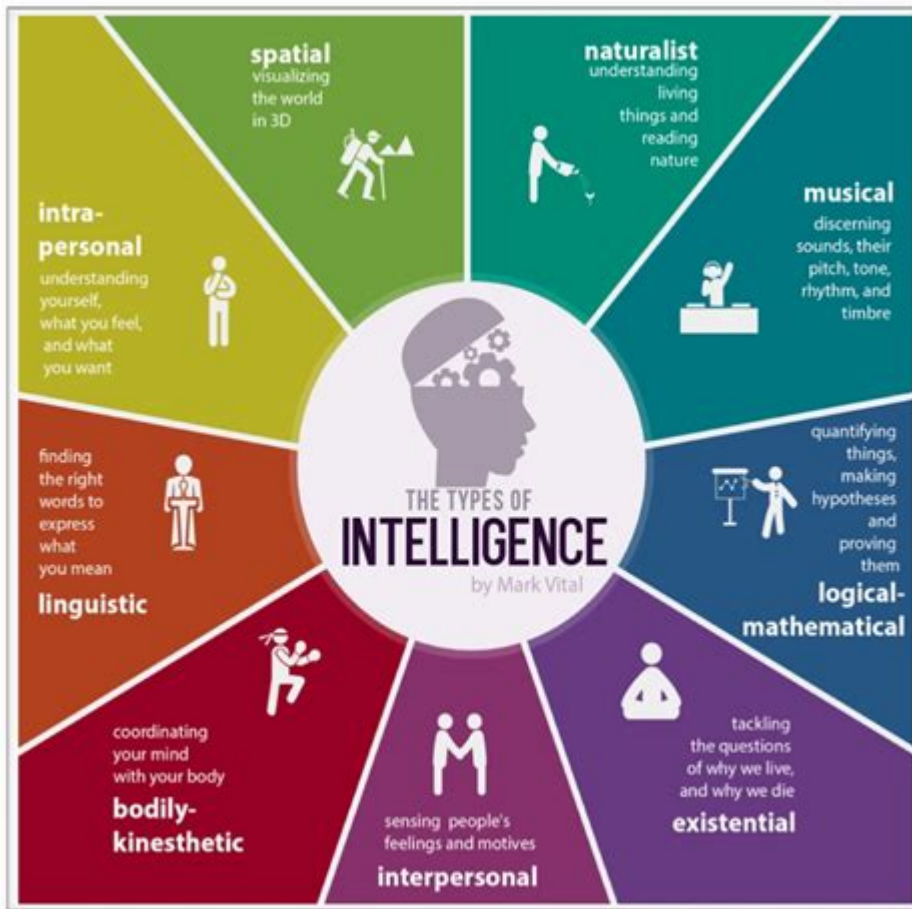 spatial
visualizing
the world
in 3D
naturalist
understanding
living
things and
reading
nature
musical
discerning
sounds, their
pitch, tone,
rhythm, and
timbre
quantifying
things,
making
hypotheses
and
proving
them
logical-
mathematical
tackling
the questions
of why we live,
and why we die
existential
sensing people's
feelings and motives
interpersonal
coordinating
your mind
with your body
bodily-
kinesthetic
finding
the right
words to
express
what
you mean
linguistic
intra-
personal
understanding
yourself,
what you feel,
and what
you want
THE TYPES OF
INTELLIGENCE
by Mark Vital